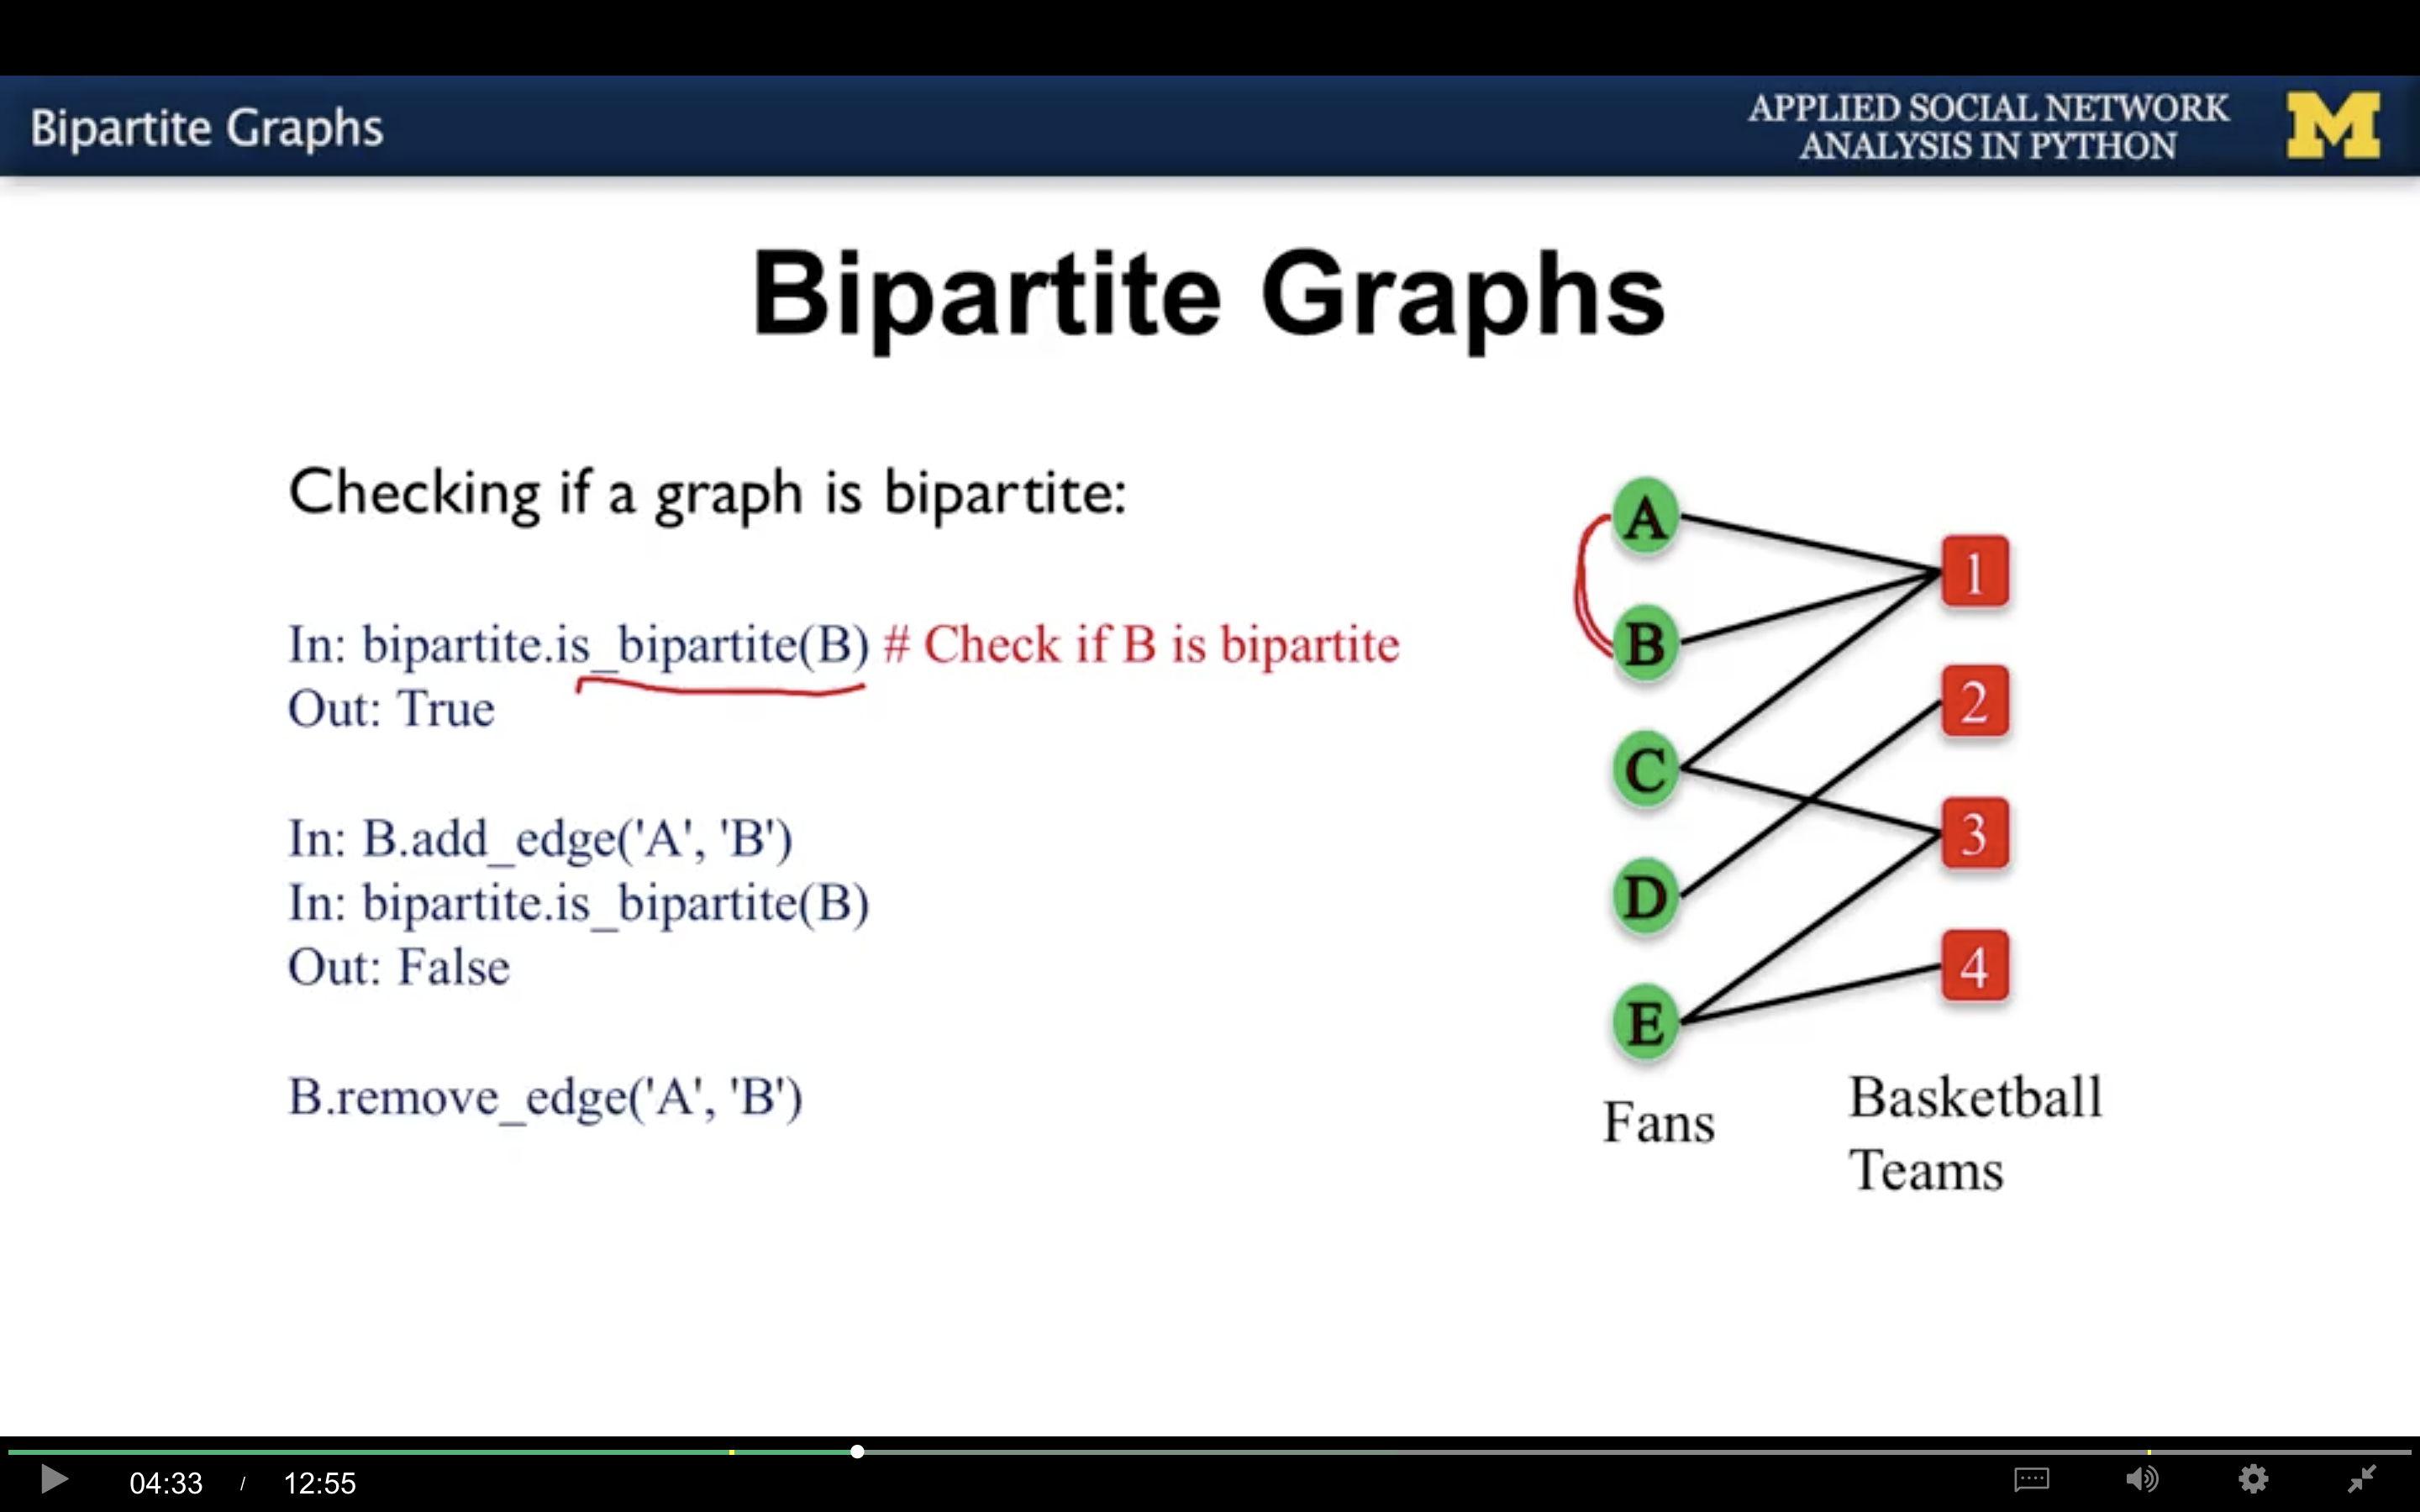 Bipartite Graphs
APPLIED SOCIAL NETWORK
ANALYSIS IN PYTHON
M
Bipartite Graphs
Checking if a graph is bipartite:
In: bipartite.is_bipartite(B) # Check if B is bipartite
Out: True
In: B.add_edge('A', 'B')
In: bipartite.is_bipartite(B)
Out: False
B.remove_edge('A', 'B')
A
1
B
2
C
3
D
4
E
Fans
Basketball
Teams
04:33 / 12:55